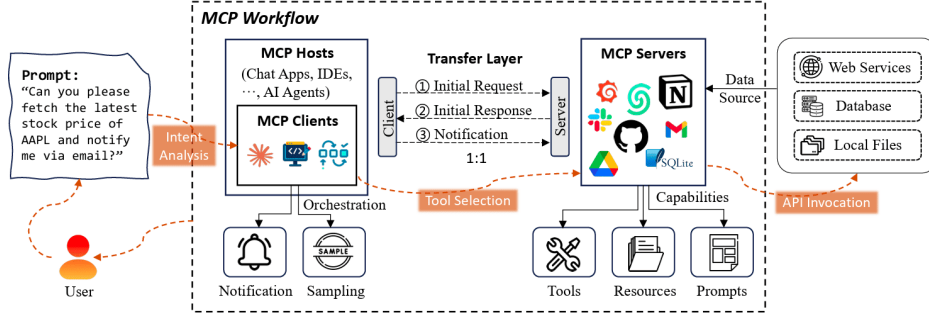 MCP Workflow
Prompt:
“Can you please
fetch the latest
stock price of
AAPL and notify
me via email?”
User
Intent
Analysis
MCP Hosts
(Chat Apps, IDEs,
···, AI Agents)
MCP Clients
Orchestration
Notification
SAMPLE
Sampling
Transfer Layer
Client
① Initial Request
② Initial Response
③ Notification
1:1
Server
Tool Selection
MCP Servers
SQLite
Capabilities
Tools
Resources
Prompts
Data
Source
API Invocation
Web Services
Database
Local Files